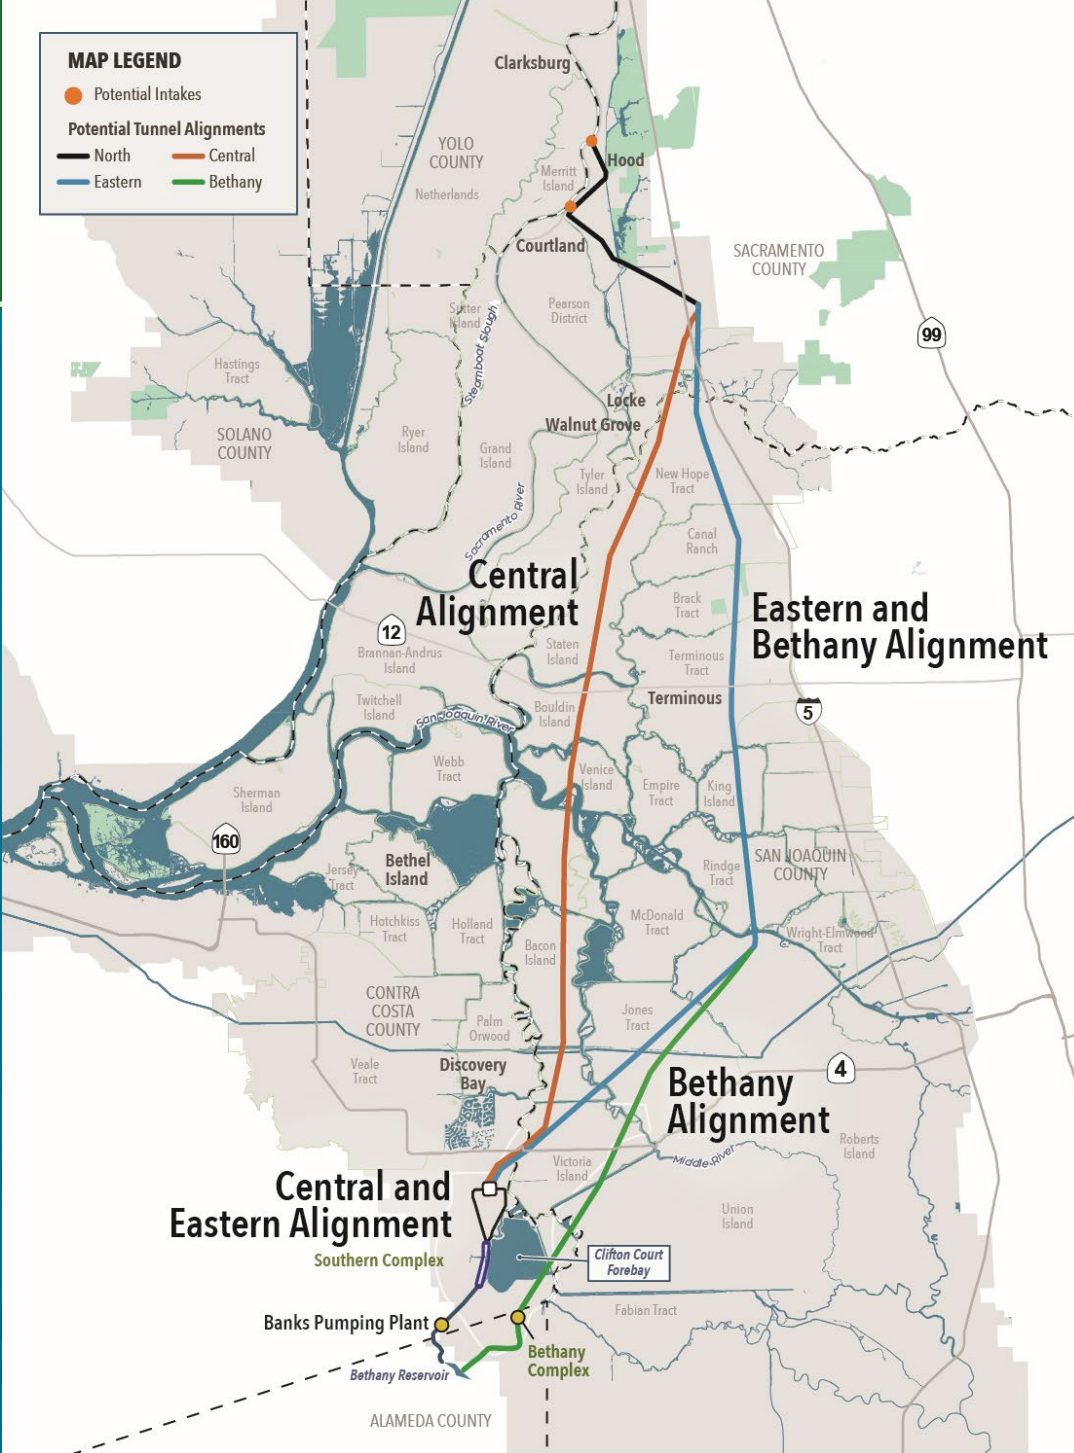 MAP LEGEND
Potential Intakes
Potential Tunnel Alignments
North
Central
Eastern
Bethany
Clarksburg
YOLO
COUNTY
Netherlands
Merritt
Island
Hood
Courtland
SACRAMENTO
COUNTY
Sutter
Island
Steamboat Slough
Pearson
District
99
Hastings
Tract
Locke
Walnut Grove
SOLANO
COUNTY
Ryer
Island
Grand
Island
Tyler
Island
New Hope
Tract
Sacramento River
Canal
Ranch
Central
Alignment
Brack
Tract
Eastern and
Bethany Alignment
12
Brannan-Andrus
Island
Staten
Island
Terminous
Tract
Terminous
Twitchell
Island
San Joaquin River
Bouldin
Island
5
Webb
Tract
Venice
Island
Empire
Tract
King
Island
Sherman
Island
160
Bethel
Island
Jersey
Tract
Rindge
Tract
SAN JOAQUIN
COUNTY
Hotchkiss
Tract
Holland
Tract
McDonald
Tract
Bacon
Island
Wright-Elmwood
Tract
CONTRA
COSTA
COUNTY
Palm
Orwood
Jones
Tract
Veale
Tract
Discovery
Bay
4
Bethany
Alignment
Roberts
Island
Middle River
Victoria
Island
Central and
Eastern Alignment
Union
Island
Southern Complex
Clifton Court
Forebay
Fabian Tract
Banks Pumping Plant
Bethany
Complex
Bethany Reservoir
ALAMEDA COUNTY